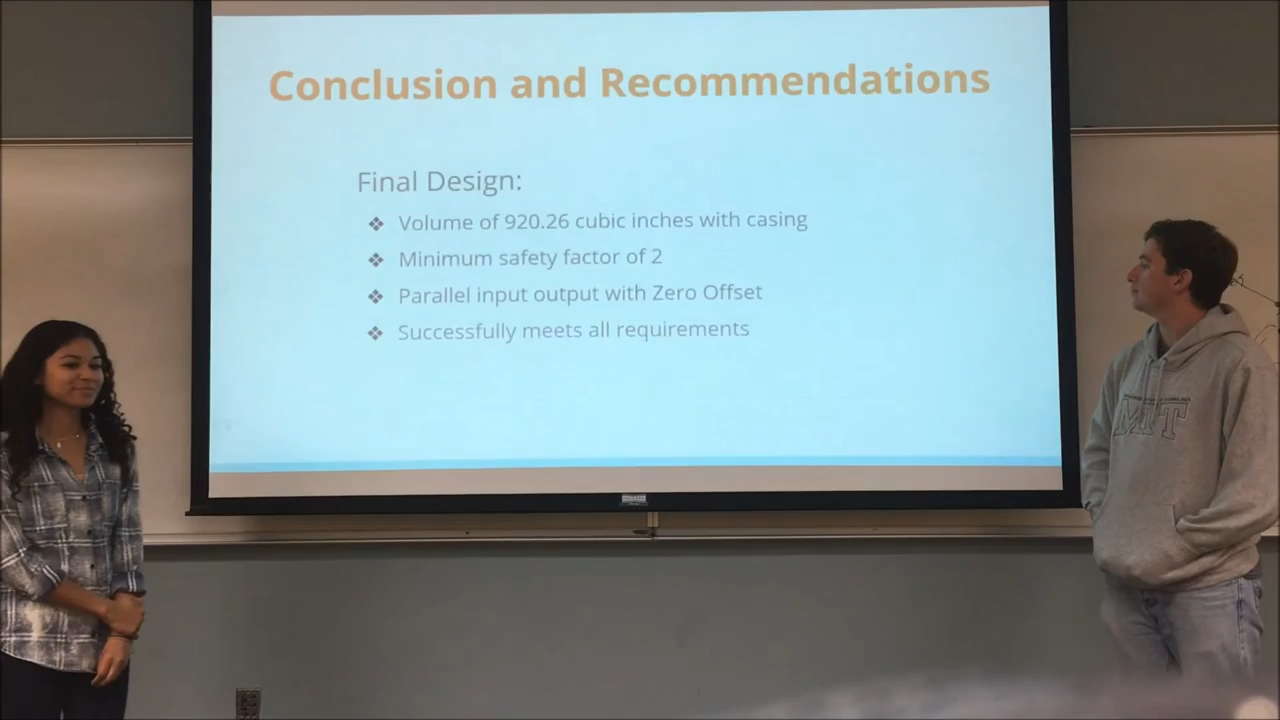 Conclusion and Recommendations
Final Design:
❖ Volume of 920.26 cubic inches with casing
❖ Minimum safety factor of 2
❖ Parallel input output with Zero Offset
❖ Successfully meets all requirements
MIT